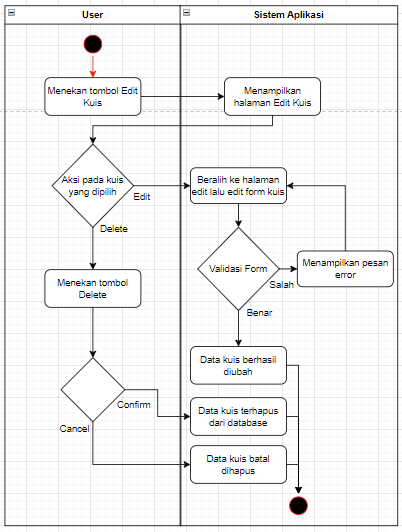 User
Sistem Aplikasi
Menekan tombol Edit
Kuis
Menampilkan
halaman Edit Kuis
Aksi pada kuis
yang dipilih
Edit
Delete
Beralih ke halaman
edit lalu edit form kuis
Validasi Form
Salah
Benar
Menampilkan pesan
error
Menekan tombol
Delete
Data kuis berhasil
diubah
Confirm
Cancel
Data kuis terhapus
dari database
Data kuis batal
dihapus